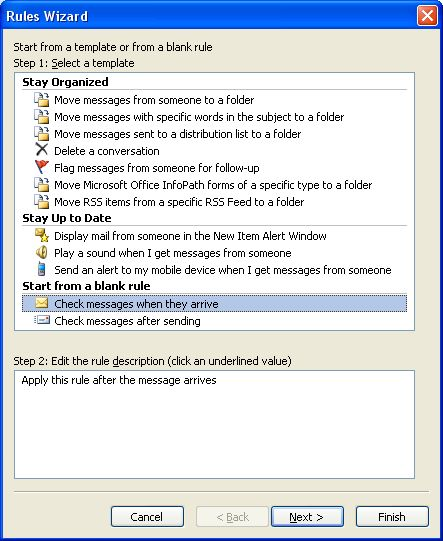 Rules Wizard
Start from a template or from a blank rule
Step 1: Select a template
Stay Organized
Move messages from someone to a folder
Move messages with specific words in the subject to a folder
Move messages sent to a distribution list to a folder
Delete a conversation
Flag messages from someone for follow-up
Move Microsoft Office InfoPath forms of a specific type to a folder
Move RSS items from a specific RSS Feed to a folder
Stay Up to Date
Display mail from someone in the New Item Alert Window
Play a sound when I get messages from someone
Send an alert to my mobile device when I get messages from someone
Start from a blank rule
Check messages when they arrive
Check messages after sending
Step 2: Edit the rule description (click an underlined value)
Apply this rule after the message arrives
Cancel < Back Next > Finish